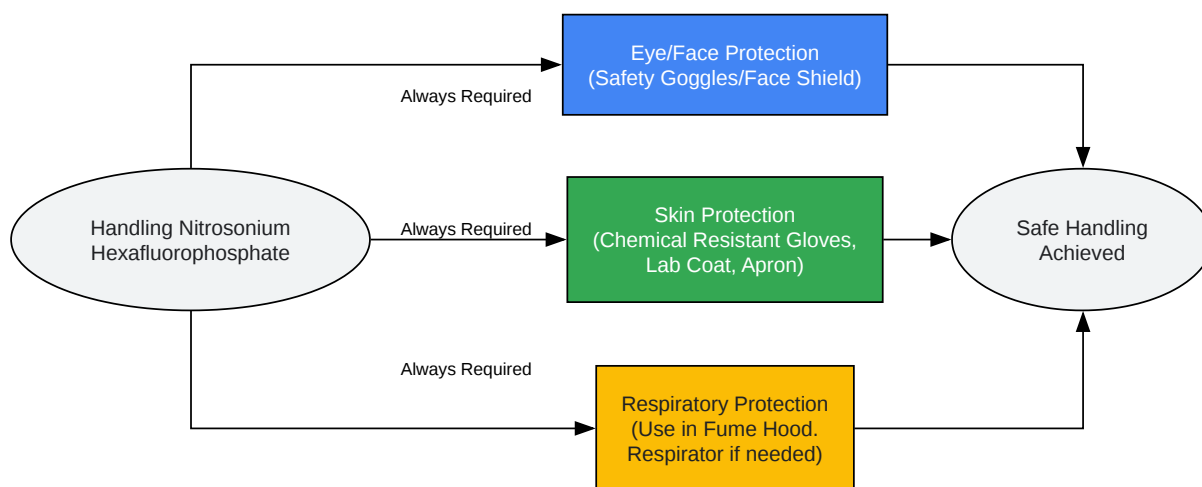 Eye/Face Protection
(Safety Goggles/Face Shield)
Always Required
Handling Nitrosonium
Hexafluorophosphate
Always Required
Skin Protection
(Chemical Resistant Gloves,
Lab Coat, Apron)
Safe Handling
Achieved
Always Required
Respiratory Protection
(Use in Fume Hood.
Respirator if needed)